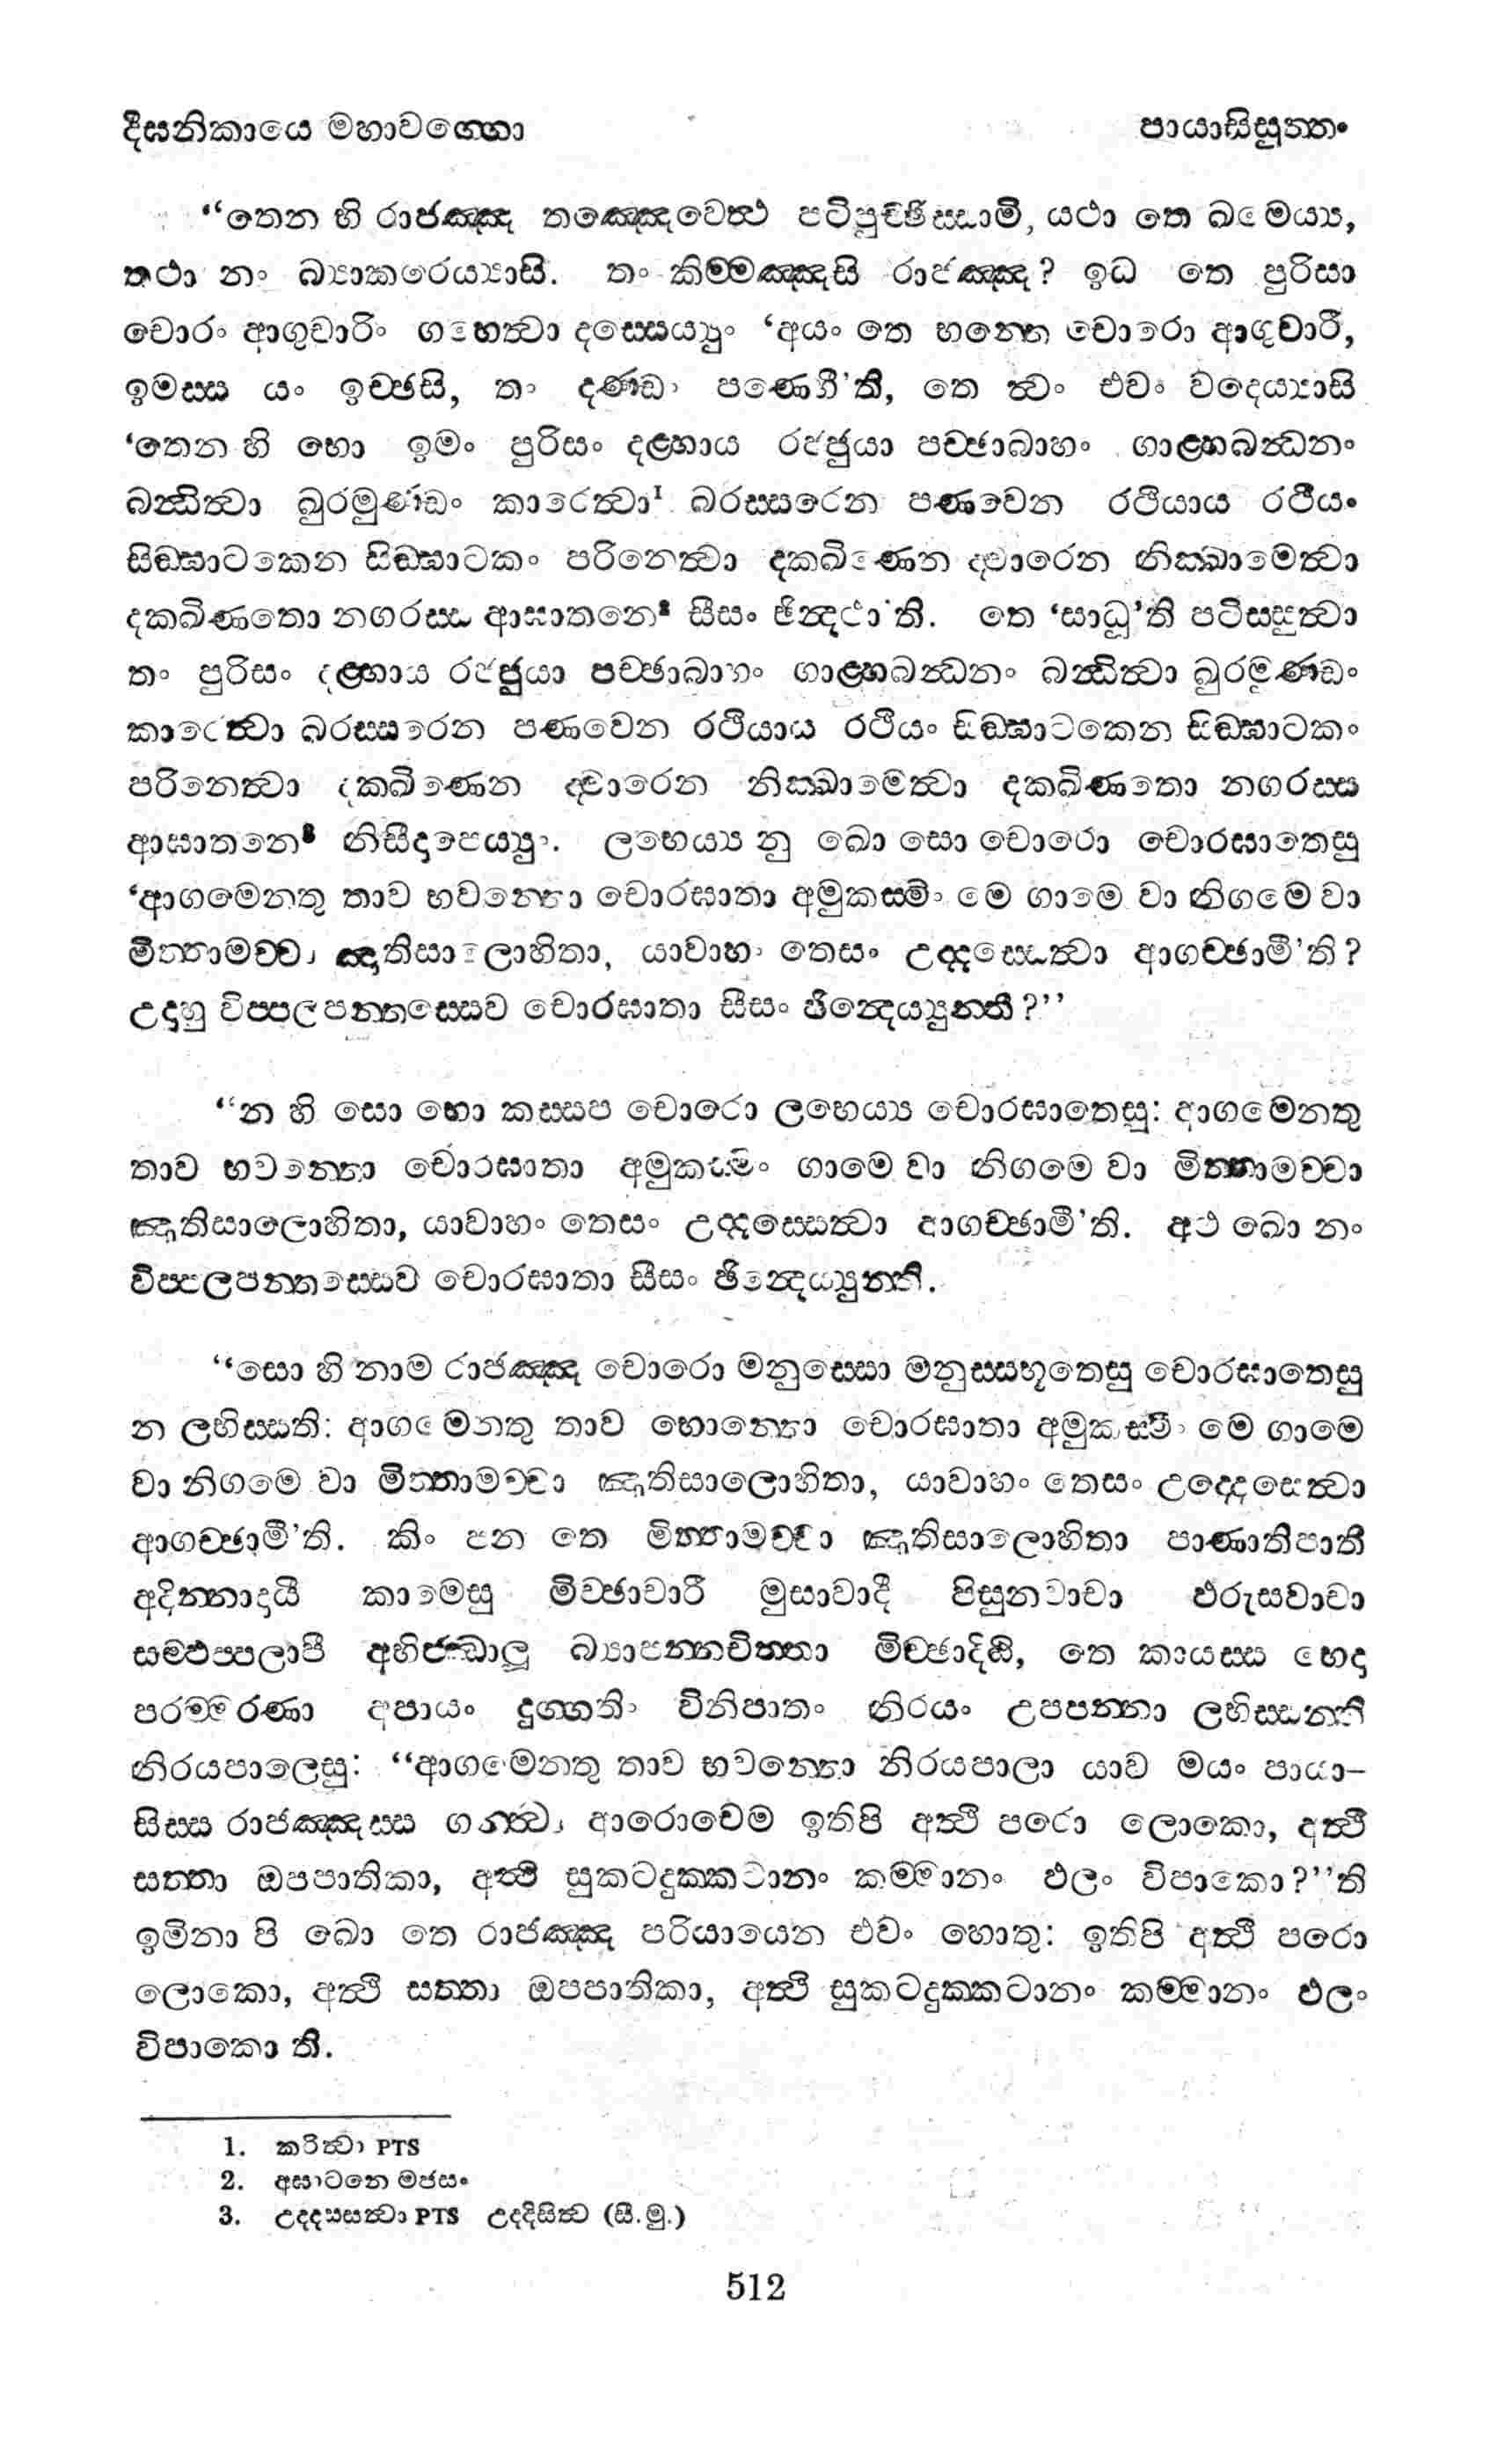 දීඝනිකායෙ මහාවග්ගො
පායාසිසුත්තං
“තෙන හි රාජඤ්ඤ තඤ්ඤෙවෙත්ථ පටිපුච්ඡිස්සාමි, යථා තෙ ඛමෙය්‍ය,
තථා නං බ්‍යාකරෙය්‍යාසි. තං කිම්මඤ්ඤසි රාජඤ්ඤ? ඉධ තෙ පුරිසා
චොරං ආගුචාරිං ගහෙත්වා දස්සෙය්‍යුං ‘අයං තෙ භන්තෙ චොරො ආගුචාරී,
ඉමස්ස යං ඉච්ඡසි, තං දණ්ඩං පණෙහී’ති, තෙ ත්වං එවං වදෙය්‍යාසි
‘තෙන හි භො ඉමං පුරිසං දළ්හාය රජ්ජුයා පච්ඡාබාහං ගාළ්හබන්ධනං
බන්ධිත්වා ඛුරමුණ්ඩං කාරෙත්වා1 ඛරස්සරෙන පණවෙන රථියාය රථියං
සිඞ්ඝාටකෙන සිඞ්ඝාටකං පරිනෙත්වා දක්ඛිණෙන ද්වාරෙන නික්ඛාමෙත්වා
දක්ඛිණතො නගරස්ස ආඝාතනෙ2 සීසං ඡින්දථා’ති. තෙ ‘සාධූ’ති පටිස්සුත්වා
තං පුරිසං දළ්හාය රජ්ජුයා පච්ඡාබාහං ගාළ්හබන්ධනං බන්ධිත්වා ඛුරමුණ්ඩං
කාරෙත්වා ඛරස්සරෙන පණවෙන රථියාය රථියං සිඞ්ඝාටකෙන සිඞ්ඝාටකං
පරිනෙත්වා දක්ඛිණෙන ද්වාරෙන නික්ඛාමෙත්වා දක්ඛිණතො නගරස්ස
ආඝාතනෙ2 නිසීදාපෙය්‍යුං. ලභෙය්‍ය නු ඛො සො චොරො චොරඝාතෙසු
‘ආගමෙන්තු තාව භවන්තො චොරඝාතා අමුකස්මිං මෙ ගාමෙ වා නිගමෙ වා
මිත්තාමච්චා ඤාතිසාලොහිතා, යාවාහං තෙසං උද්දස්සෙත්වා ආගච්ඡාමී’ති?
උදාහු විප්පලපන්තස්සෙව චොරඝාතා සීසං ඡින්දෙය්‍යුන්ති?”
“න හි සො භො කස්සප චොරො ලභෙය්‍ය චොරඝාතෙසු: ආගමෙන්තු
තාව භවන්තො චොරඝාතා අමුකස්මිං ගාමෙ වා නිගමෙ වා මිත්තාමච්චා
ඤාතිසාලොහිතා, යාවාහං තෙසං උද්දස්සෙත්වා ආගච්ඡාමී’ති. අථ ඛො නං
විප්පලපන්තස්සෙව චොරඝාතා සීසං ඡින්දෙය්‍යුන්ති.
“සො හි නාම රාජඤ්ඤ චොරො මනුස්සො මනුස්සභූතෙසු චොරඝාතෙසු
න ලභිස්සති: ආගමෙන්තු තාව භොන්තො චොරඝාතා අමුකස්මිං මෙ ගාමෙ
වා නිගමෙ වා මිත්තාමච්චා ඤාතිසාලොහිතා, යාවාහං තෙසං උද්දෙසෙත්වා
ආගච්ඡාමී’ති. කිං පන තෙ මිත්තාමච්චා ඤාතිසාලොහිතා පාණාතිපාතී
අදින්නාදායී කාමෙසු මිච්ඡාචාරී මුසාවාදී පිසුනවාචා ඵරුසවාචා
සම්ඵප්පලාපී අභිජ්ඣාලූ බ්‍යාපන්නචිත්තා මිච්ඡාදිඨි, තෙ කායස්ස භෙදා
පරම්මරණා අපායං දුග්ගතිං විනිපාතං නිරයං උපපන්නා ලභිස්සන්ති
නිරයපාලෙසු: “ආගමෙන්තු තාව භවන්තො නිරයපාලා යාව මයං පායා-
සිස්ස රාජඤ්ඤස්ස ගන්ත්වා ආරොචෙම ඉතිපි අත්ථි පරො ලොකො, අත්ථි
සත්තා ඔපපාතිකා, අත්ථි සුකටදුක්කටානං කම්මානං ඵලං විපාකො?”ති
ඉමිනා පි ඛො තෙ රාජඤ්ඤ පරියායෙන එවං හොතු: ඉතිපි අත්ථි පරො
ලොකො, අත්ථි සත්තා ඔපපාතිකා, අත්ථි සුකටදුක්කටානං කම්මානං ඵලං
විපාකො ති.
1. කරිත්වා PTS
2. අඝාටනෙ මජසං
3. උද්දස්සත්වා PTS උද්දිසිත්ව (සී.මු.)
512